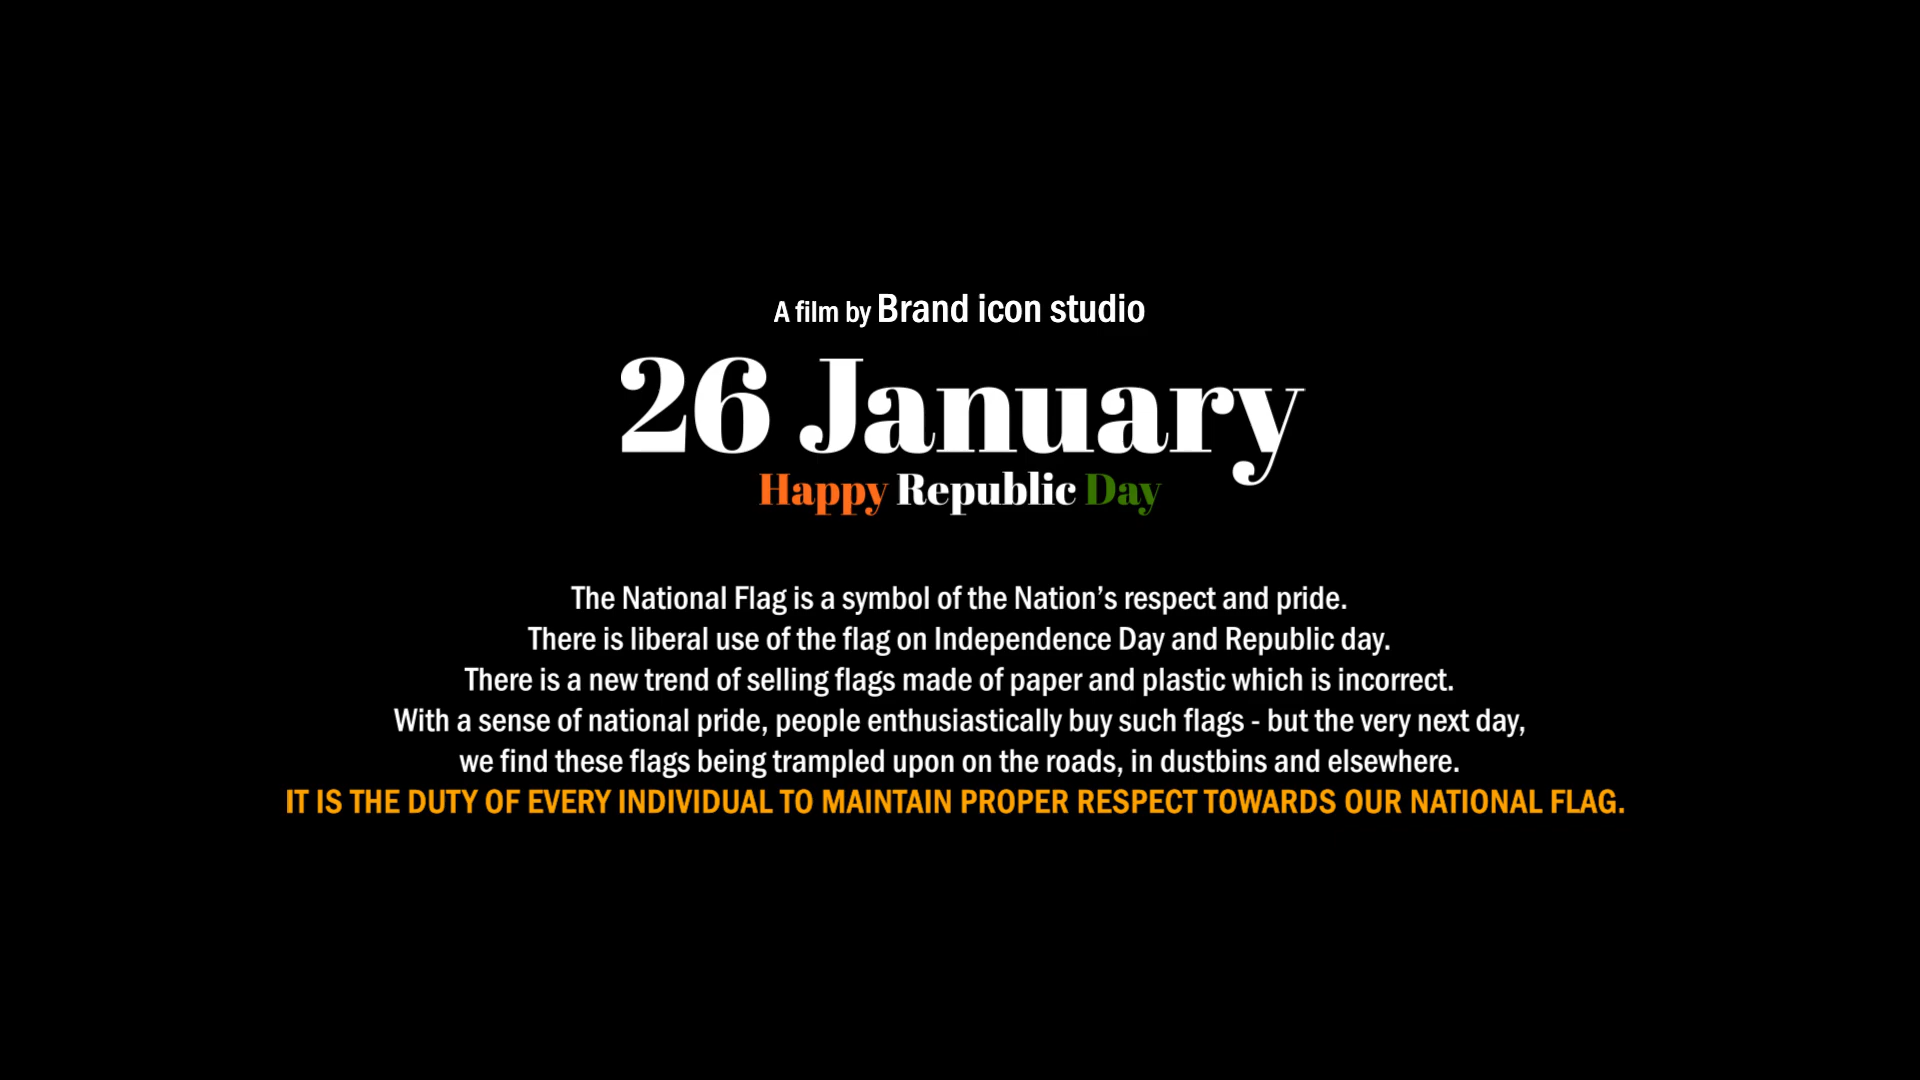 A film by Brand icon studio
26 January
Happy Republic Day
The National Flag is a symbol of the Nation’s respect and pride.
There is liberal use of the flag on Independence Day and Republic day.
There is a new trend of selling flags made of paper and plastic which is incorrect.
With a sense of national pride, people enthusiastically buy such flags - but the very next day,
we find these flags being trampled upon on the roads, in dustbins and elsewhere.
IT IS THE DUTY OF EVERY INDIVIDUAL TO MAINTAIN PROPER RESPECT TOWARDS OUR NATIONAL FLAG.